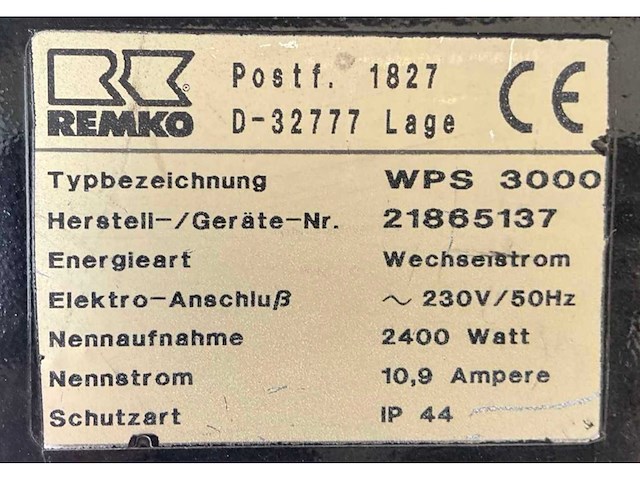 REMKO
®
Postf. 1827
D-32777 Lage
CE
Typbezeichnung WPS 3000
Herstell-/Geräte-Nr. 21865137
Energieart Wechselstrom
Elektro-Anschluß ~ 230V/50Hz
Nennaufnahme 2400 Watt
Nennstrom 10,9 Ampere
Schutzart IP 44